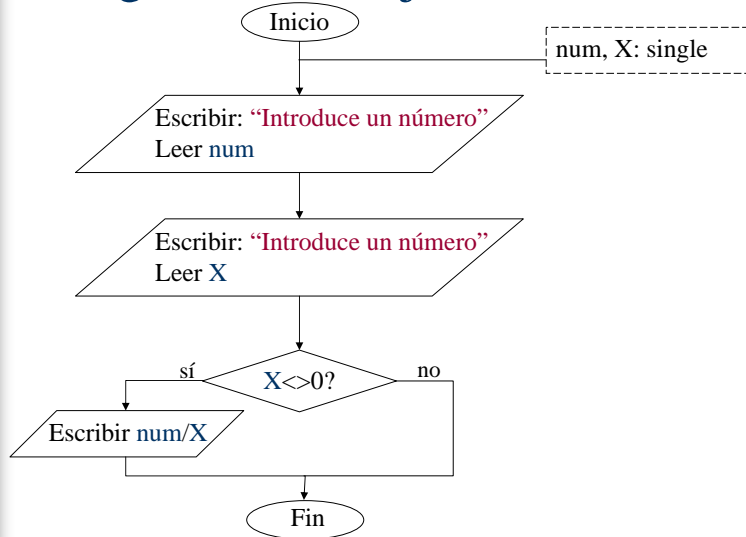 Inicio
num, X: single
Escribir: “Introduce un número”
Leer num
Escribir: “Introduce un número”
Leer X
sí
X<>0?
no
Escribir num/X
Fin